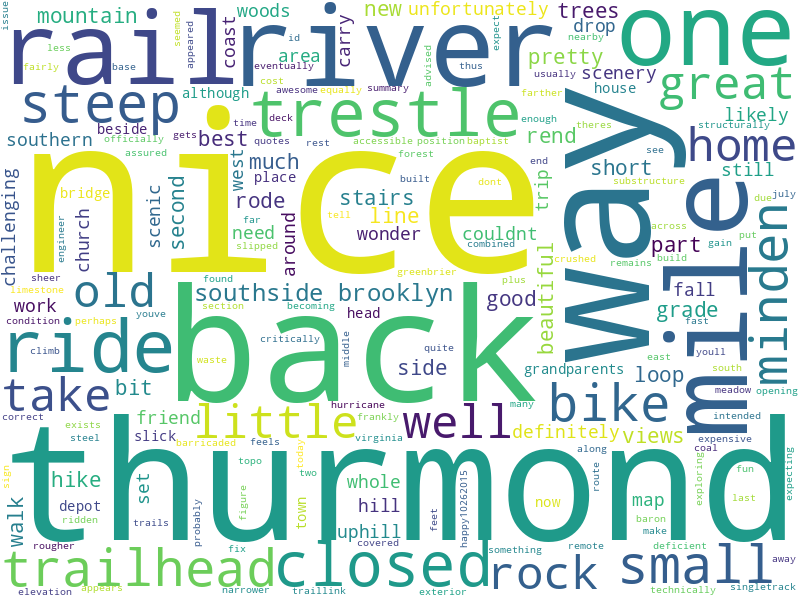 issue
mountain
coast
woods
carry
new
unfortunately
trees
one
seemed
appeared
id
expect
drop
nearby
rail
river
less
area
pretty
great
fairly
base
eventually
advised
thus
usually
scenery
steep
although
cost
awesome
equally
summary
farther
house
likely
trestle
time
deck
enough
theres
structurally
southern
beside
officially
gets
best
quotes
rest
accessible
position
baptist
rend
way
home
assured
west
much
forest
end
short
see
still
nice
place
built
dont
trip
substructure
due
july
challenging
bridge
scenic
second
rode
stairs
line
couldnt
mile
across
church
need
far
tell
wonder
combined
part
gain
put
engineer
slipped
around
remains
build
minden
sheer
greenbrier
beautiful
fall
limestone
old
found
southside brooklyn
plus
good
crushed
grade
work
section
becoming
head
fast
condition
perhaps
youve
back
critically
middle
quite
east
youll
ride
climb
waste
side
grandparents
loop
south
meadow
opening
take
bit
many
bike
intended
correct
friend
little
hurricane
frankly
well
definitely
views
expensive
exists
steel
slick
barricaded
feels
virginia
along
coal
thurmond
sign
walk
hike
set
topo
today
two
whole
route
now
map
exploring
fun
last
expecting
ridden
depot
figure
town
hill
feet
happy10262015
baron
make
rougher
trails
probably
fix
covered
uphill
something
remote
deficient
away
trailhead
closed
rock
small
technically
elevation
appears
narrower
traillink
exterior
singletrack